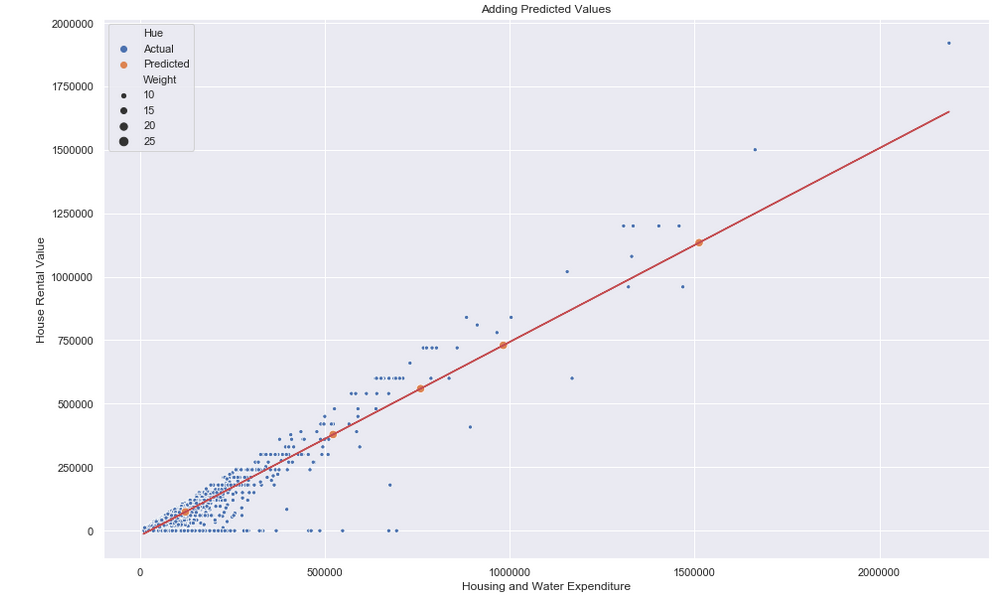 Adding Predicted Values
2000000
1750000
1500000
1250000
1000000
750000
500000
250000
0
House Rental Value
Hue
Actual
Predicted
Weight
10
15
20
25
0 500000 1000000 1500000 2000000
Housing and Water Expenditure